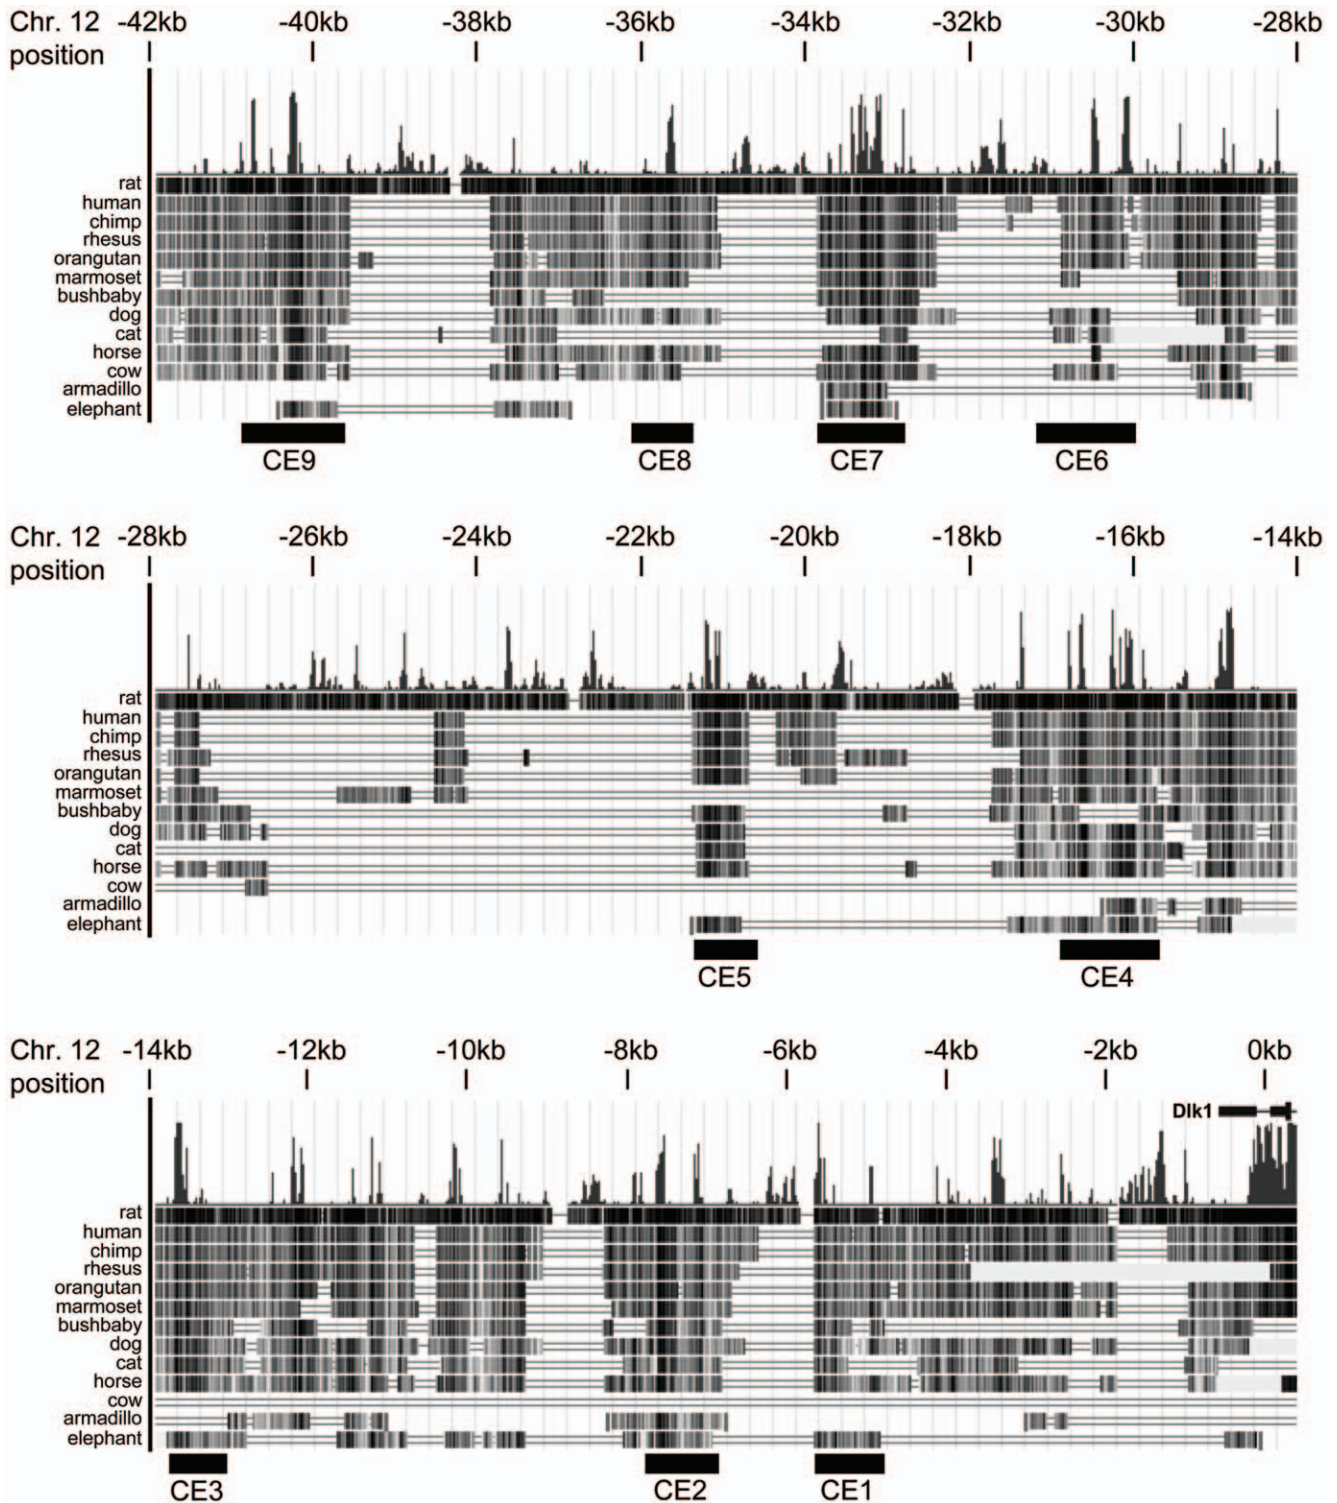 Chr. 12 -42kb -40kb -38kb -36kb -34kb -32kb -30kb -28kb
position
rat
human
chimp
rhesus
orangutan
marmoset
bushbaby
dog
cat
horse
cow
armadillo
elephant
CE9 CE8 CE7 CE6
Chr. 12 -28kb -26kb -24kb -22kb -20kb -18kb -16kb -14kb
position
rat
human
chimp
rhesus
orangutan
marmoset
bushbaby
dog
cat
horse
cow
armadillo
elephant
CE5 CE4
Chr. 12 -14kb -12kb -10kb -8kb -6kb -4kb -2kb 0kb
position
Dlk1
rat
human
chimp
rhesus
orangutan
marmoset
bushbaby
dog
cat
horse
cow
armadillo
elephant
CE3 CE2 CE1